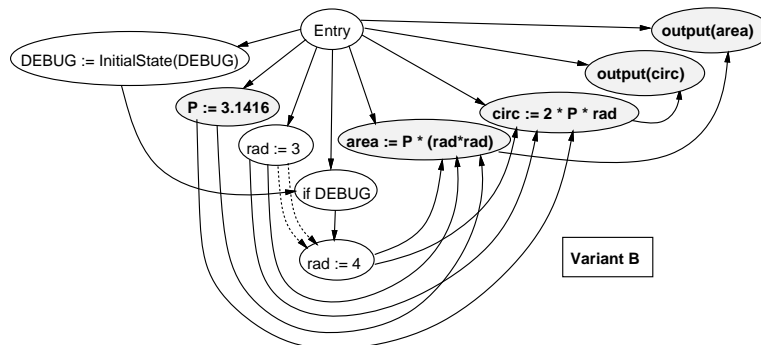 Entry
output(area)
DEBUG := InitialState(DEBUG)
output(circ)
P := 3.1416
circ := 2 * P * rad
rad := 3
area := P * (rad*rad)
if DEBUG
rad := 4
Variant B